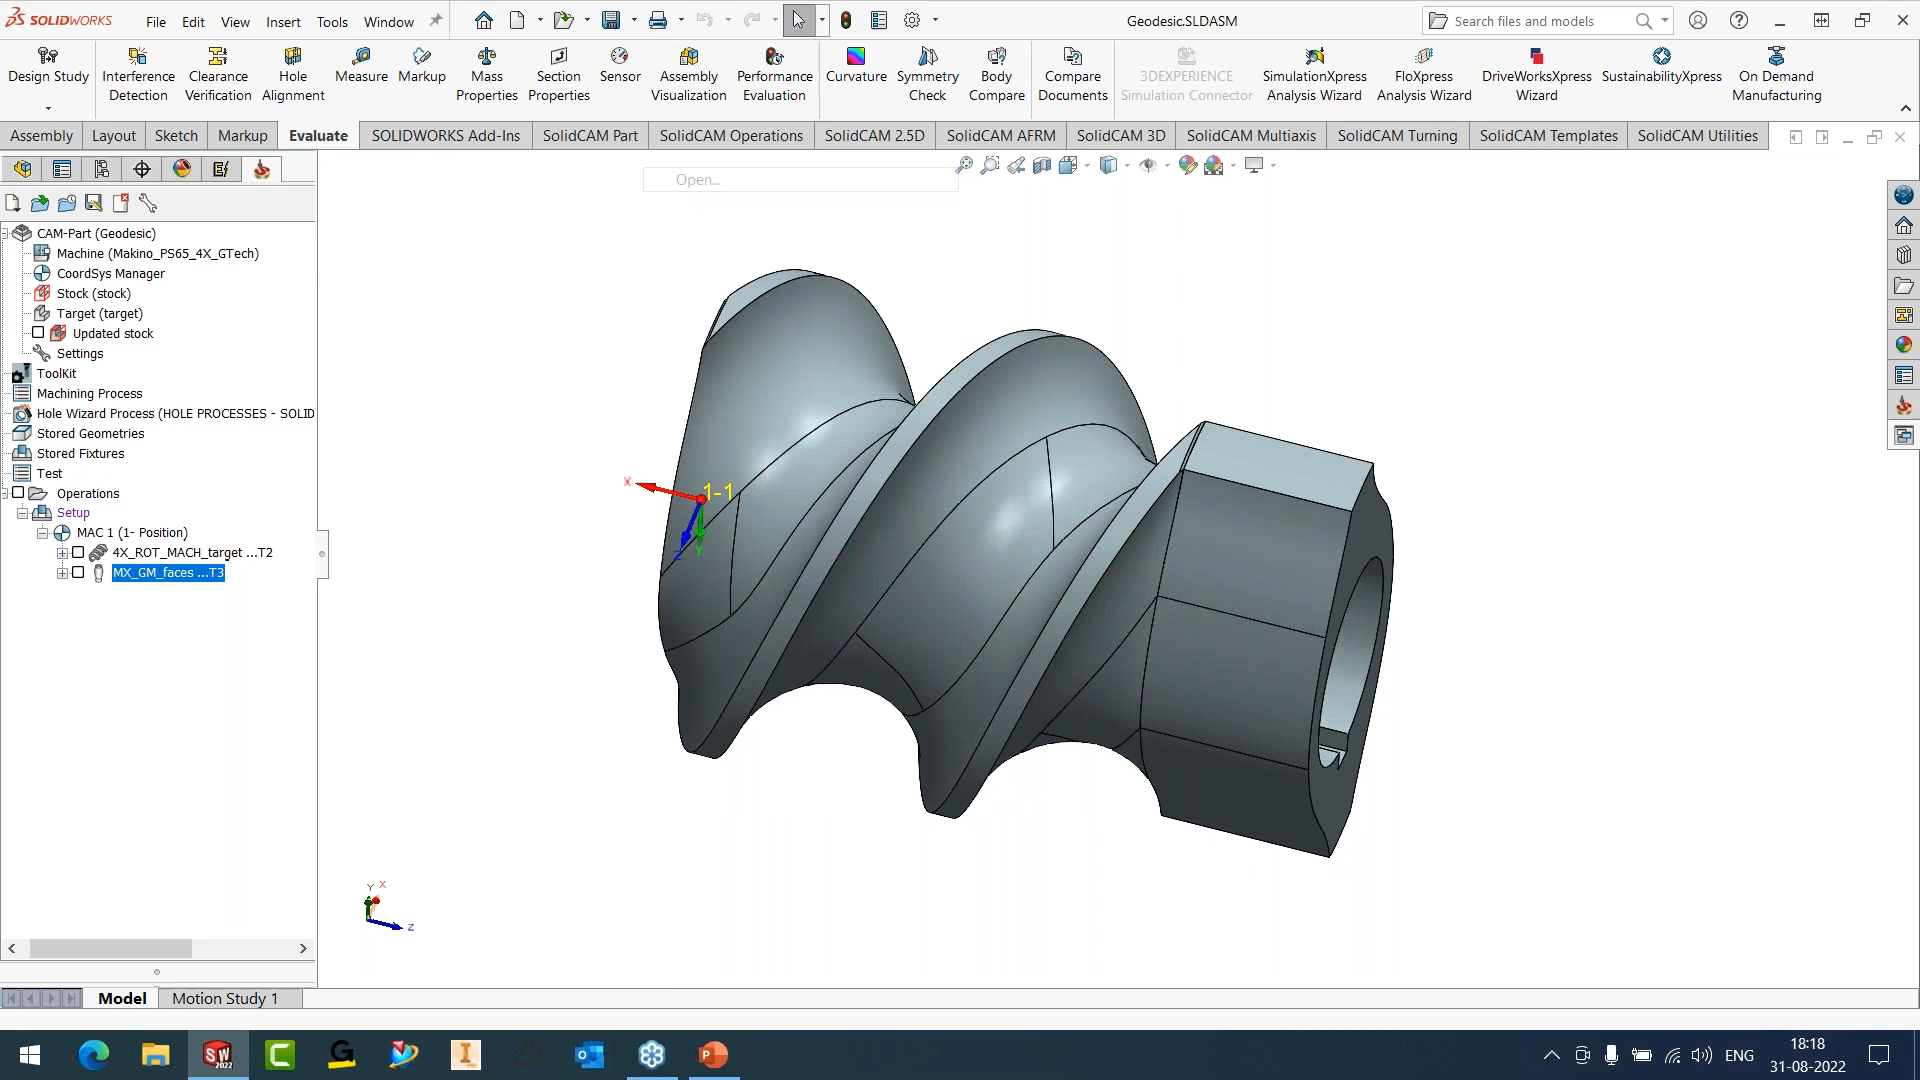 SOLIDWORKS File Edit View Insert Tools Window Geodesic.SLDASM Search files and models
Design Study
Interference Detection
Clearance Verification
Hole Alignment
Measure
Markup
Mass Properties
Section Properties
Sensor
Assembly Visualization
Performance Evaluation
Curvature
Symmetry Check
Body Compare
Compare Documents
3DEXPERIENCE Simulation Connector
SimulationXpress Analysis Wizard
FloXpress Analysis Wizard
DriveWorksXpress Wizard
SustainabilityXpress
On Demand Manufacturing
Assembly Layout Sketch Markup Evaluate SOLIDWORKS Add-Ins SolidCAM Part SolidCAM Operations SolidCAM 2.5D SolidCAM AFRM SolidCAM 3D SolidCAM Multiaxis SolidCAM Turning SolidCAM Templates SolidCAM Utilities
Open...
CAM-Part (Geodesic)
Machine (Makino_PS65_4X_GTech)
CoordSys Manager
Stock (stock)
Target (target)
Updated stock
Settings
ToolKit
Machining Process
Hole Wizard Process (HOLE PROCESSES - SOLID
Stored Geometries
Stored Fixtures
Test
Operations
Setup
MAC 1 (1- Position)
4X_ROT_MACH_target ...T2
MX_GM_faces ...T3
X
1-1
Z
Y
Y X
Z
Model Motion Study 1
SW 2022
ENG
18:18
31-08-2022